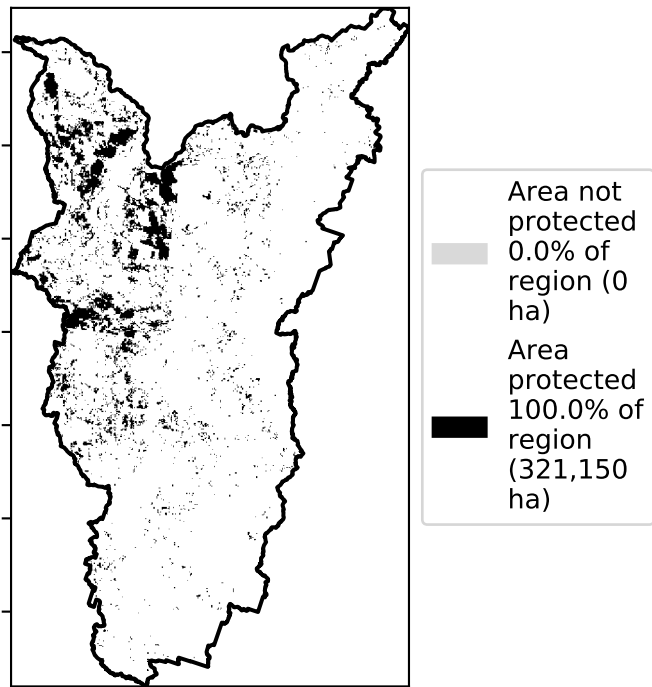 Area not
protected
0.0% of
region (0
ha)
Area
protected
100.0% of
region
(321,150
ha)